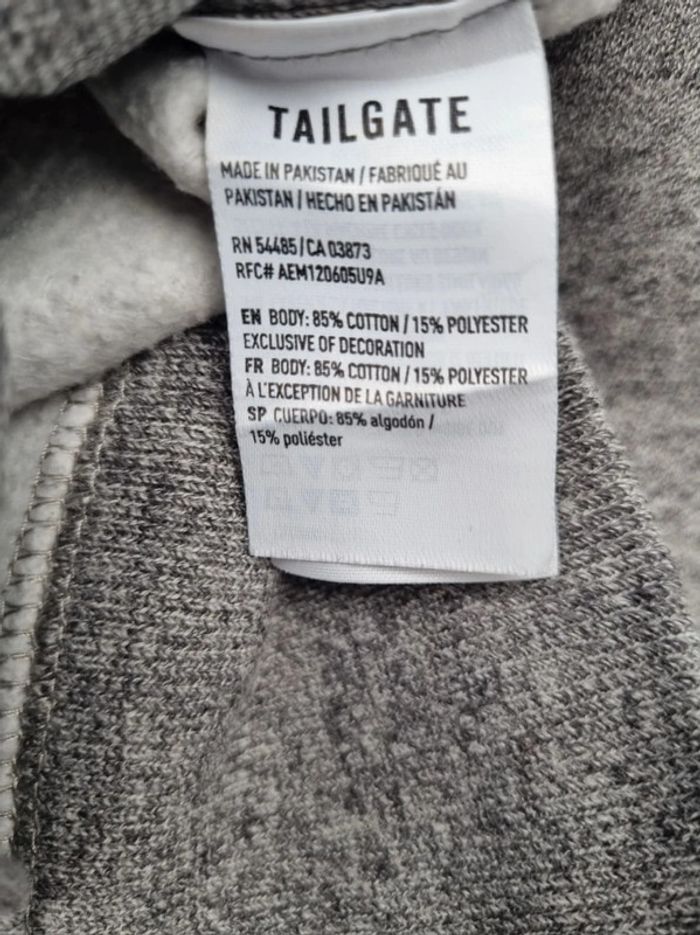 TAILGATE
MADE IN PAKISTAN / FABRIQUÉ AU
PAKISTAN / HECHO EN PAKISTÁN
RN 54485/CA 03873
RFC# AEM120605U9A
EN BODY: 85% COTTON / 15% POLYESTER
EXCLUSIVE OF DECORATION
FR BODY: 85% COTTON / 15% POLYESTER
À L'EXCEPTION DE LA GARNITURE
SP CUERPO: 85% algodón /
15% poliéster